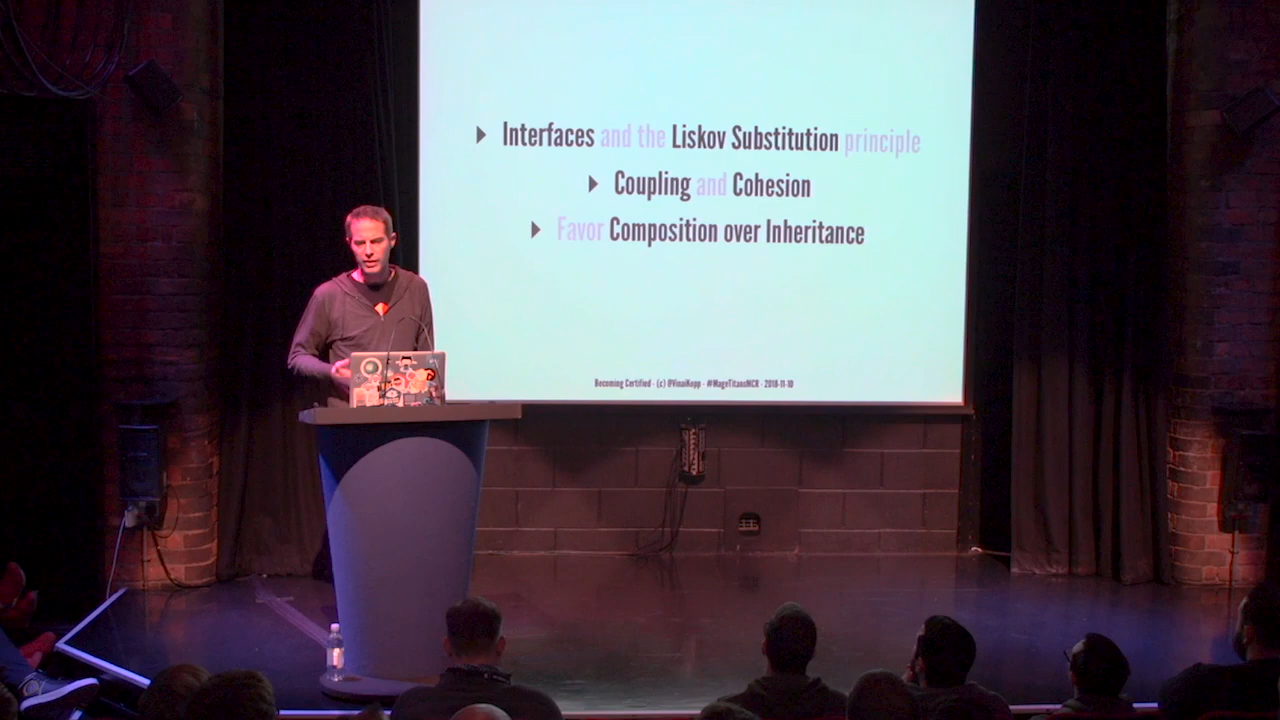 Interfaces and the Liskov Substitution principle
Coupling and Cohesion
Favor Composition over Inheritance
Becoming Certified - (c) @VinaiKopp - #MageTitansMCR - 2018-11-10